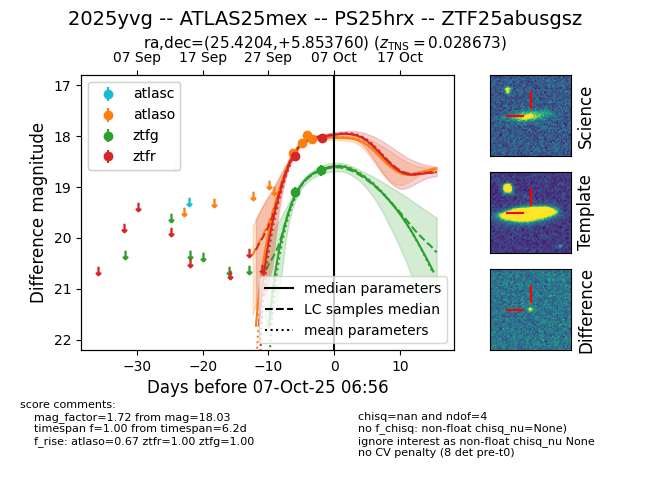 2025yvg -- ATLAS25mex -- PS25hrx -- ZTF25abusgsz
ra,dec=(25.4204,+5.853760) (z_TNS = 0.028673)
07 Sep 17 Sep 27 Sep 07 Oct 17 Oct
17
18
19
20
21
22
Difference magnitude
atlasc
atlaso
ztfg
ztfr
median parameters
LC samples median
mean parameters
−30 −20 −10 0 10
Days before 07-Oct-25 06:56
Science
Template
Difference
score comments:
mag_factor=1.72 from mag=18.03
timespan f=1.00 from timespan=6.2d
f_rise: atlaso=0.67 ztfr=1.00 ztfg=1.00
chisq=nan and ndof=4
no f_chisq: non-float chisq_nu=None)
ignore interest as non-float chisq_nu None
no CV penalty (8 det pre-t0)